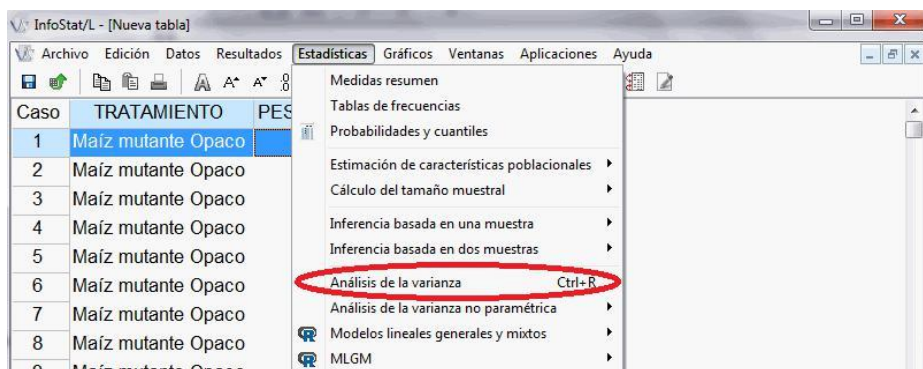 InfoStat/L - [Nueva tabla]
Archivo Edición Datos Resultados Estadísticas Gráficos Ventanas Aplicaciones Ayuda
Caso TRATAMIENTO PES
1 Maíz mutante Opaco
2 Maíz mutante Opaco
3 Maíz mutante Opaco
4 Maíz mutante Opaco
5 Maíz mutante Opaco
6 Maíz mutante Opaco
7 Maíz mutante Opaco
8 Maíz mutante Opaco
Maíz mutante Opaco
Medidas resumen
Tablas de frecuencias
Probabilidades y cuantiles
Estimación de características poblacionales
Cálculo del tamaño muestral
Inferencia basada en una muestra
Inferencia basada en dos muestras
Análisis de la varianza Ctrl+R
Análisis de la varianza no paramétrica
Modelos lineales generales y mixtos
MLGM